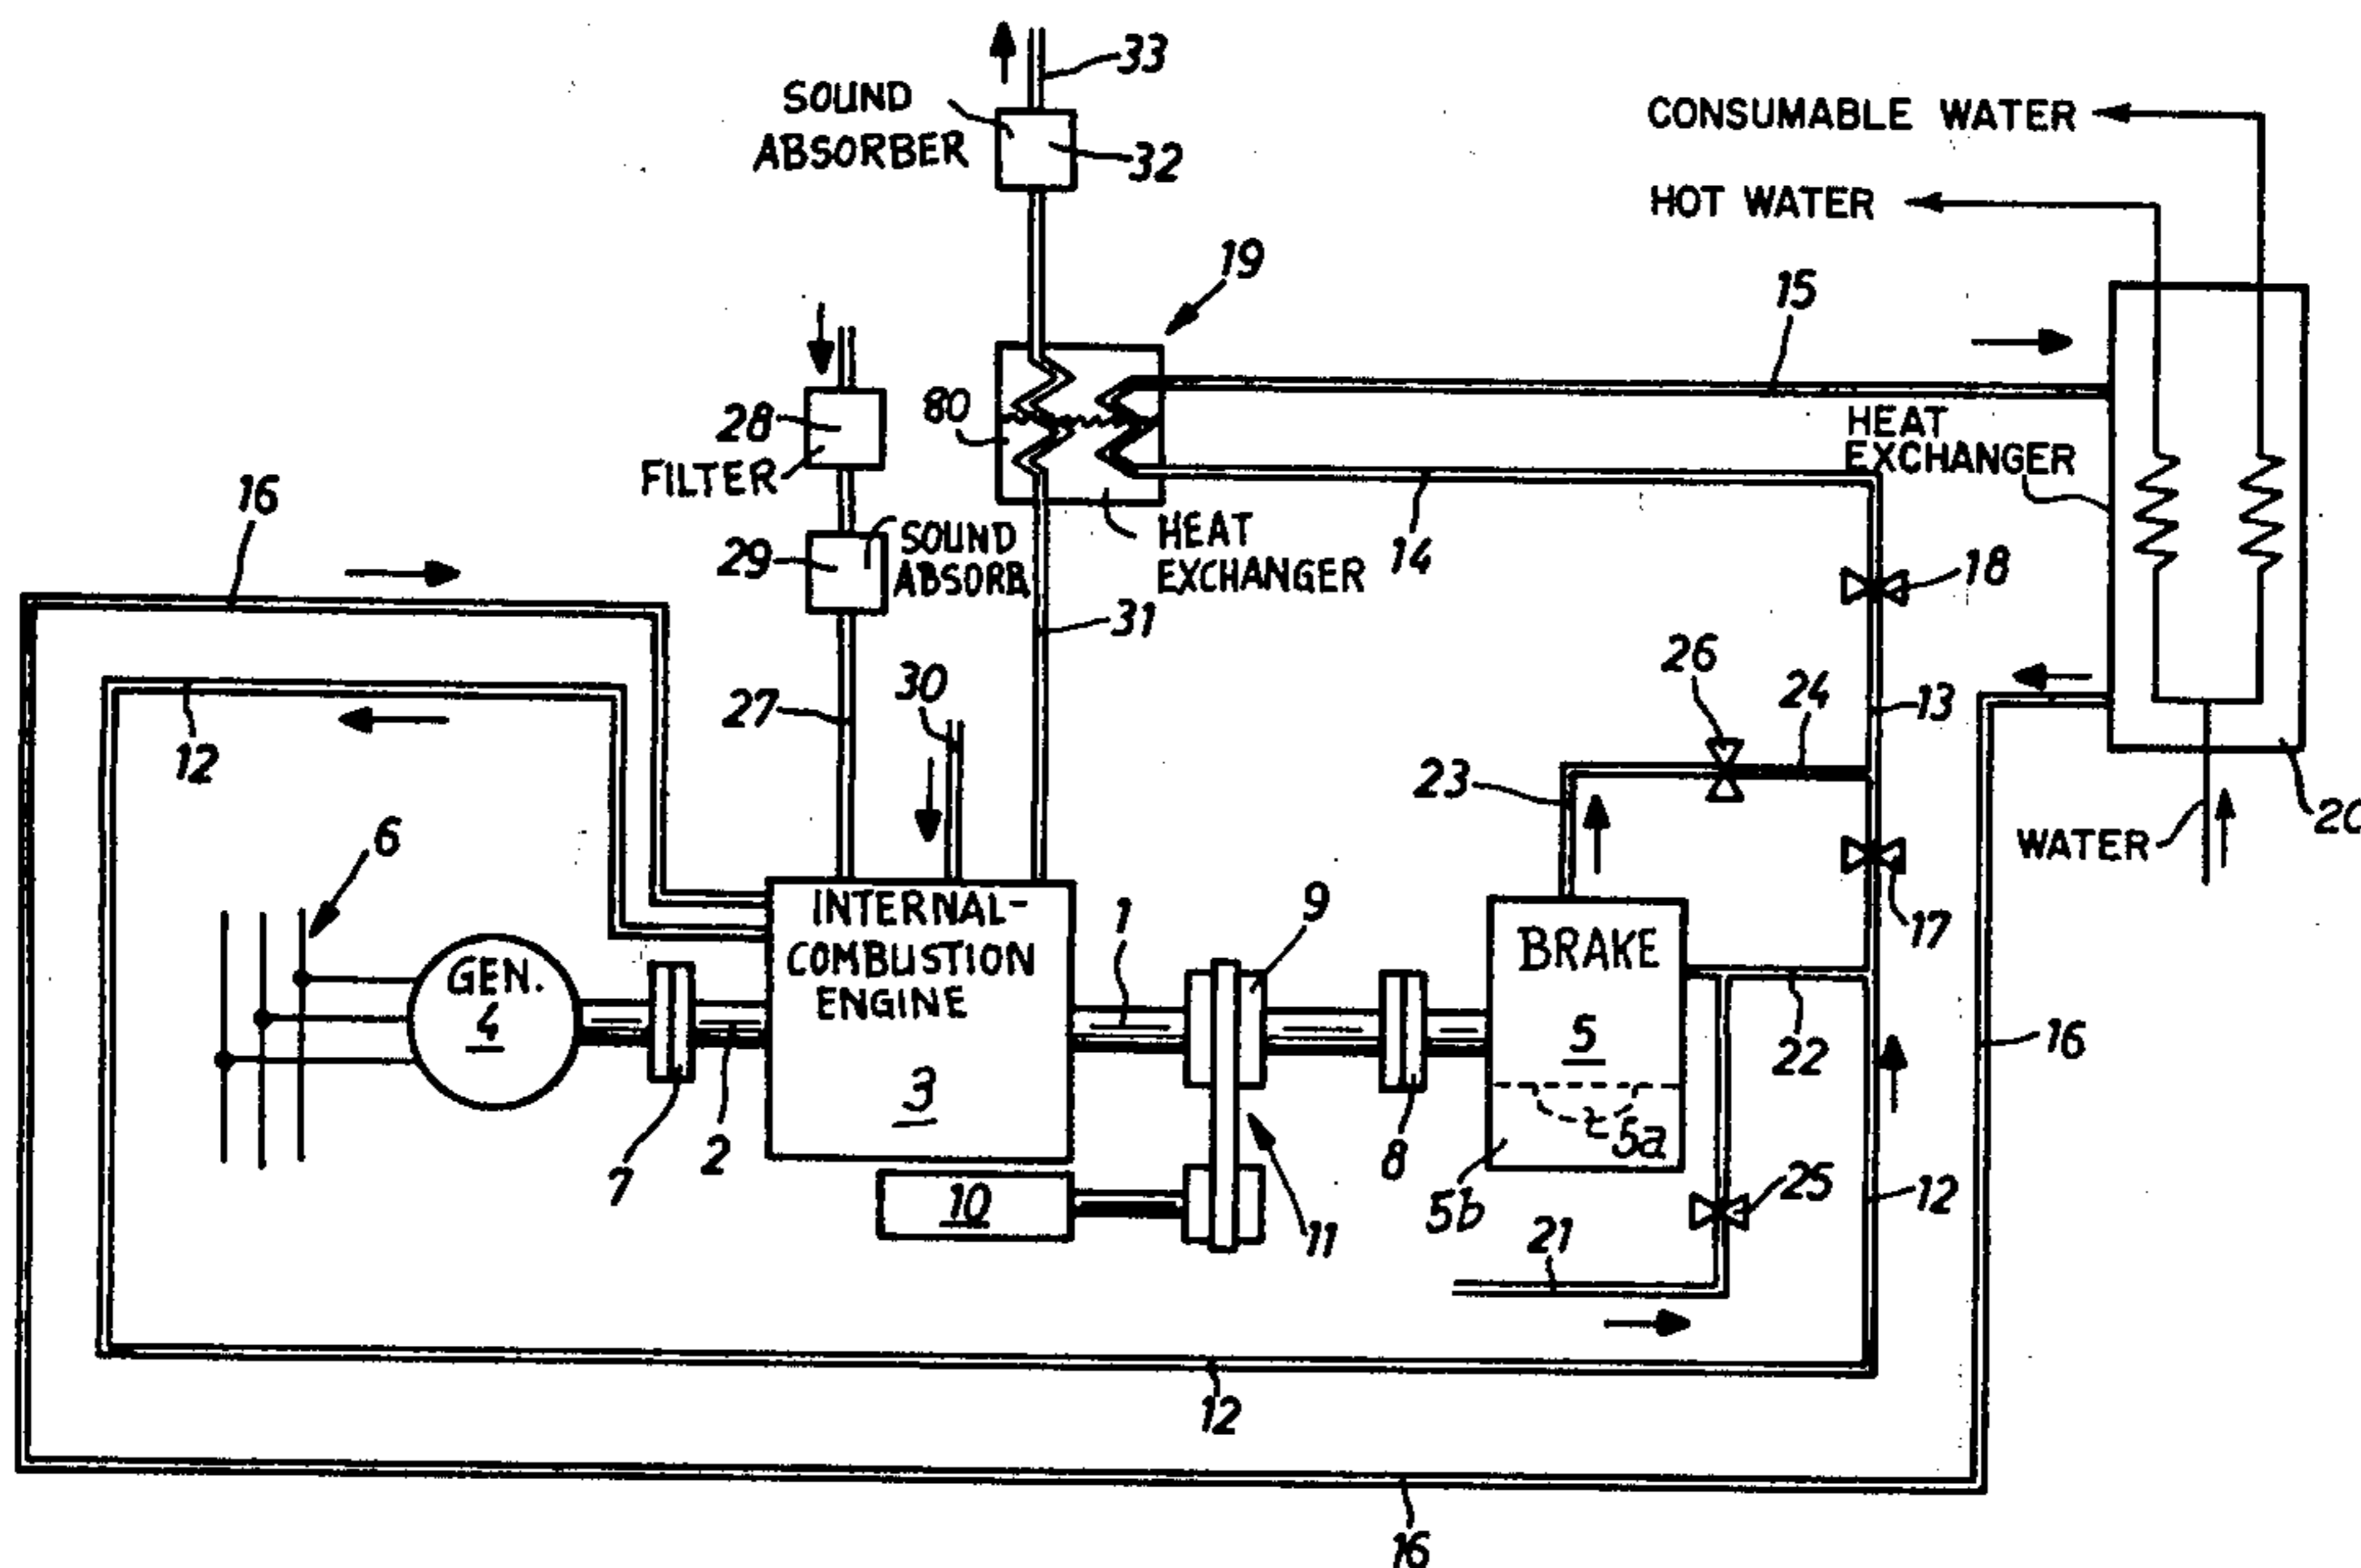 33
SOUND
ABSORBER
32
CONSUMABLE WATER
HOT WATER
19
15
28
FILTER
80
HEAT
EXCHANGER
16
29
SOUND
ABSORB.
HEAT
EXCHANGER
14
18
31
26
24
30
27
13
12
23
20
WATER
6
17
INTERNAL-
COMBUSTION
ENGINE
3
1
9
BRAKE
5
GEN.
4
22
16
7
2
8
5a
5b
10
11
21
25
12
12
16